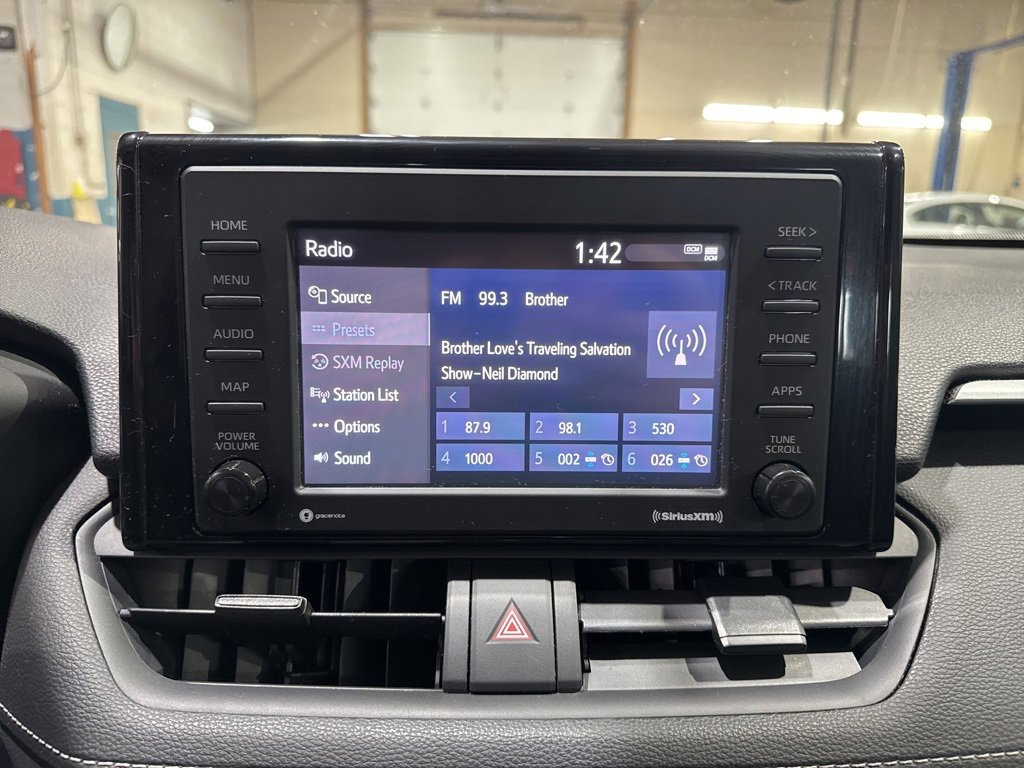 HOME
MENU
AUDIO
MAP
POWER
VOLUME
Radio
1:42
DCM
DCM
Source
Presets
SXM Replay
Station List
Options
Sound
FM 99.3 Brother
Brother Love's Traveling Salvation
Show-Neil Diamond
<
>
1 87.9
2 98.1
3 530
4 1000
5 002
6 026
SEEK >
< TRACK
PHONE
APPS
TUNE
SCROLL
gracenote
((SiriusXM))